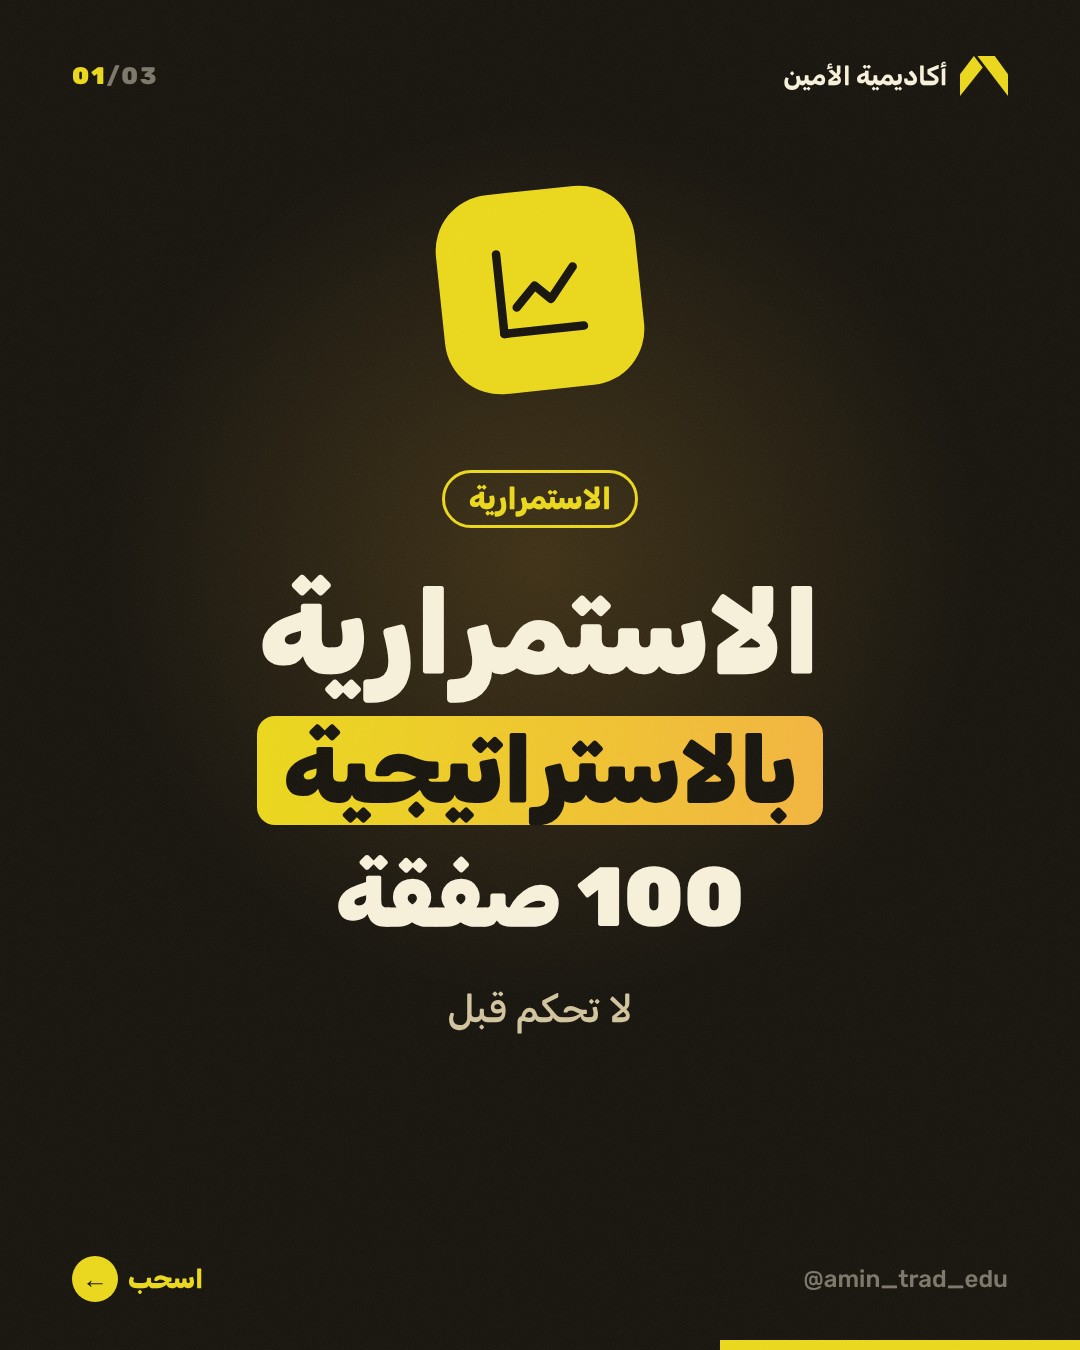 أكاديمية الأمين
01/03
الاستمرارية
الاستمرارية
بالاستراتيجية
100 صفقة
لا تحكم قبل
@amin_trad_edu
اسحب ←